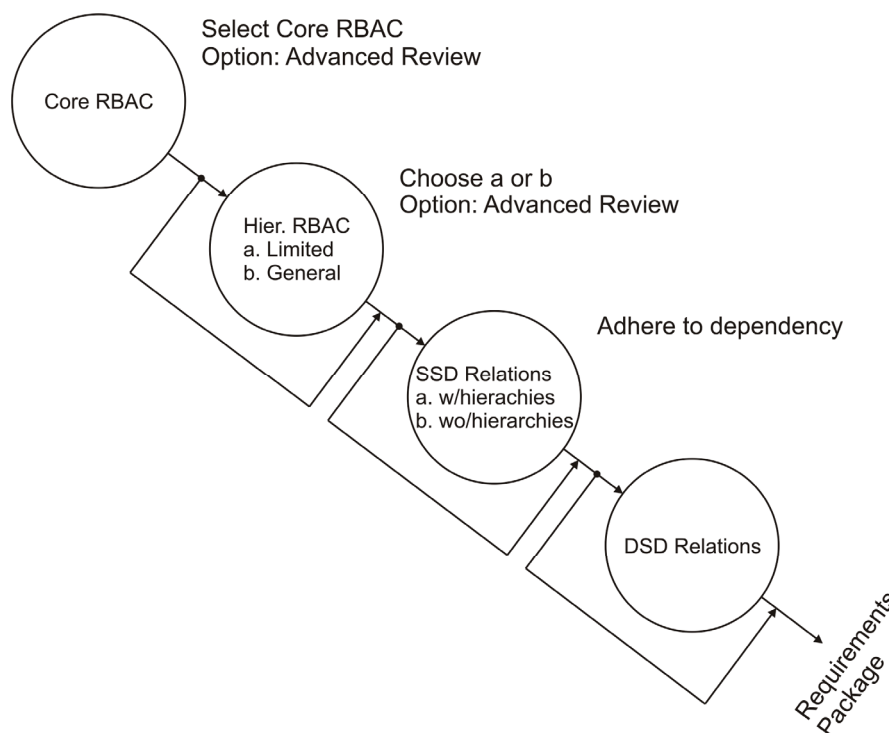 Select Core RBAC
Option: Advanced Review
Core RBAC
Choose a or b
Option: Advanced Review
Hier. RBAC
a. Limited
b. General
Adhere to dependency
SSD Relations
a. w/hierachies
b. wo/hierarchies
DSD Relations
Requirements
Package